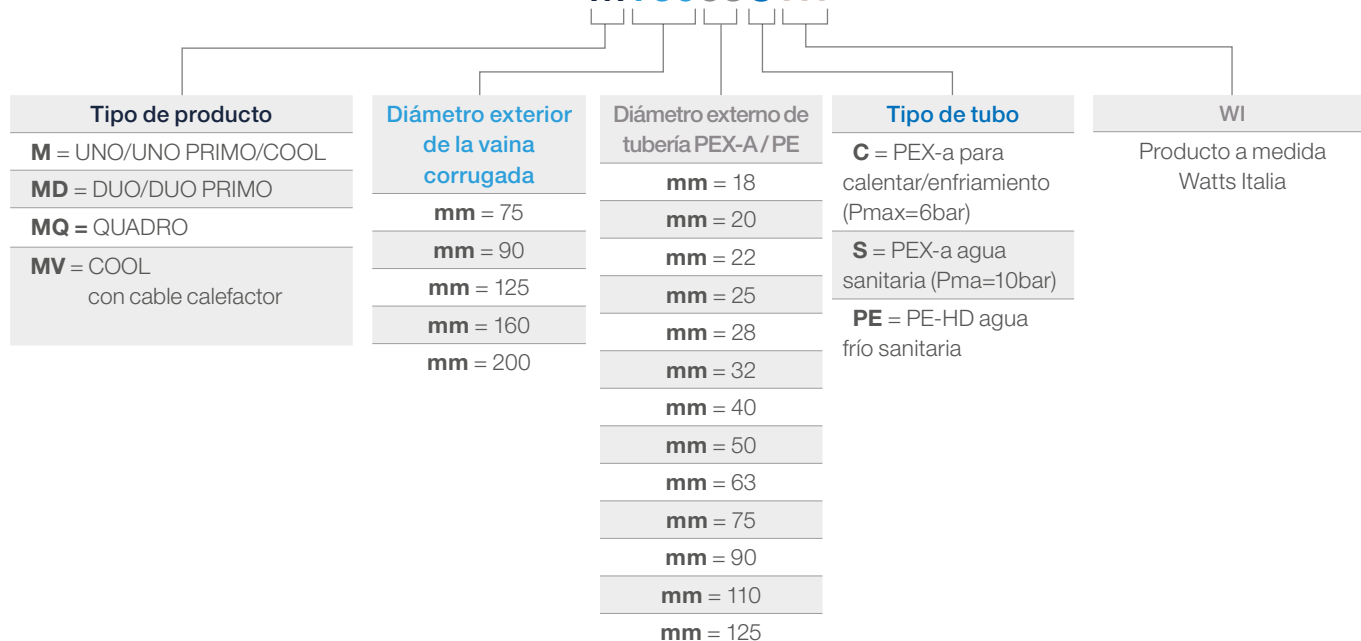 Tipo de producto
M = UNO/UNO PRIMO/COOL
MD = DUO/DUO PRIMO
MQ = QUADRO
MV = COOL
con cable calefactor
Diámetro exterior
de la vaina
corrugada
mm = 75
mm = 90
mm = 125
mm = 160
mm = 200
Diámetro externo de
tubería PEX-A / PE
mm = 18
mm = 20
mm = 22
mm = 25
mm = 28
mm = 32
mm = 40
mm = 50
mm = 63
mm = 75
mm = 90
mm = 110
mm = 125
Tipo de tubo
C = PEX-a para
calentar/enfriamiento
(Pmax=6bar)
S = PEX-a agua
sanitaria (Pma=10bar)
PE = PE-HD agua
frío sanitaria
WI
Producto a medida
Watts Italia